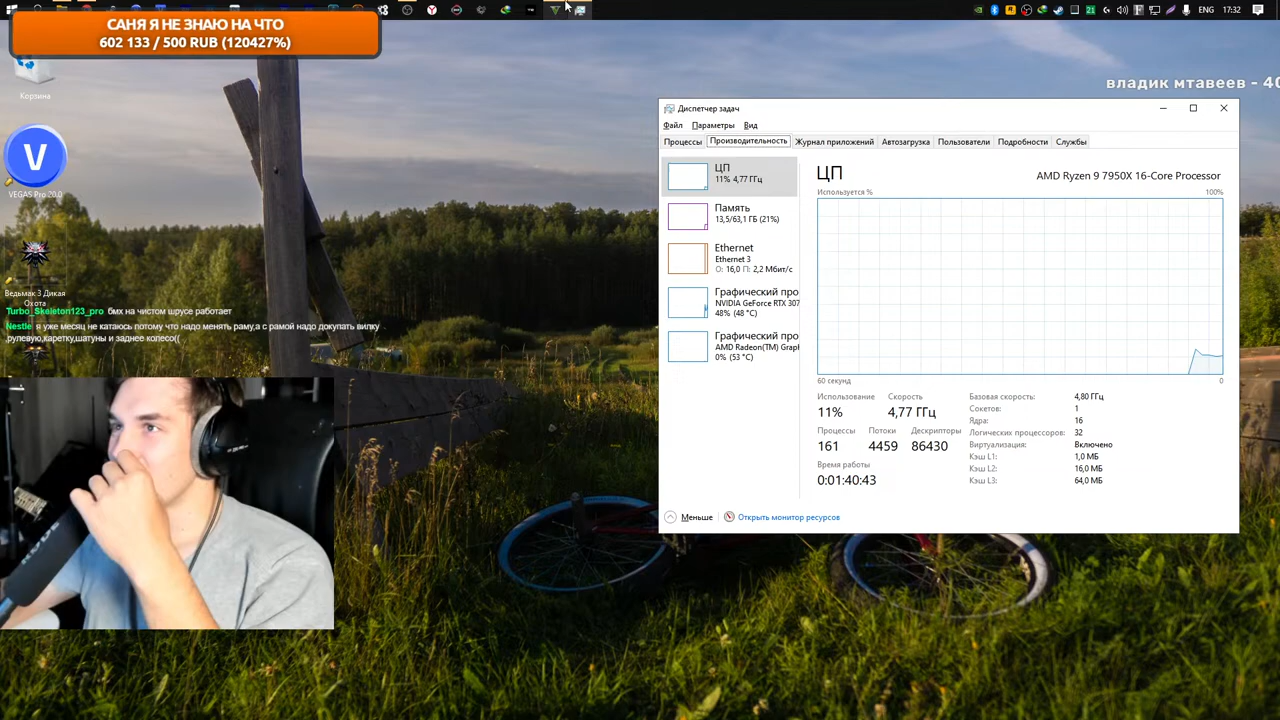 ENG
17:32
САНЯ Я НЕ ЗНАЮ НА ЧТО
602 133 / 500 RUB (120427%)
владик мтавеев - 40
Корзина
VEGAS Pro 20.0
Ведьмак 3 Дикая
Охота
Turbo_Skeleton123_pro бмх на чистом шрусе работает
Nestle я уже месяц не катаюсь потому что надо менять раму,а с рамой надо докупать вилку
,рулевую,каретку,шатуны и заднее колесо((
Диспетчер задач
Файл Параметры Вид
Процессы Производительность Журнал приложений Автозагрузка Пользователи Подробности Службы
ЦП
11% 4,77 ГГц
Память
13,5/63,1 ГБ (21%)
Ethernet
Ethernet 3
О: 16,0 П: 2,2 Мбит/с
Графический про
NVIDIA GeForce RTX 307
48% (48 °C)
Графический про
AMD Radeon(TM) Graph
0% (53 °C)
ЦП
AMD Ryzen 9 7950X 16-Core Processor
Используется %
100%
60 секунд
0
Использование Скорость
11% 4,77 ГГц
Процессы Потоки Дескрипторы
161 4459 86430
Время работы
0:01:40:43
Базовая скорость: 4,80 ГГц
Сокетов: 1
Ядра: 16
Логических процессоров: 32
Виртуализация: Включено
Кэш L1: 1,0 МБ
Кэш L2: 16,0 МБ
Кэш L3: 64,0 МБ
Меньше
Открыть монитор ресурсов